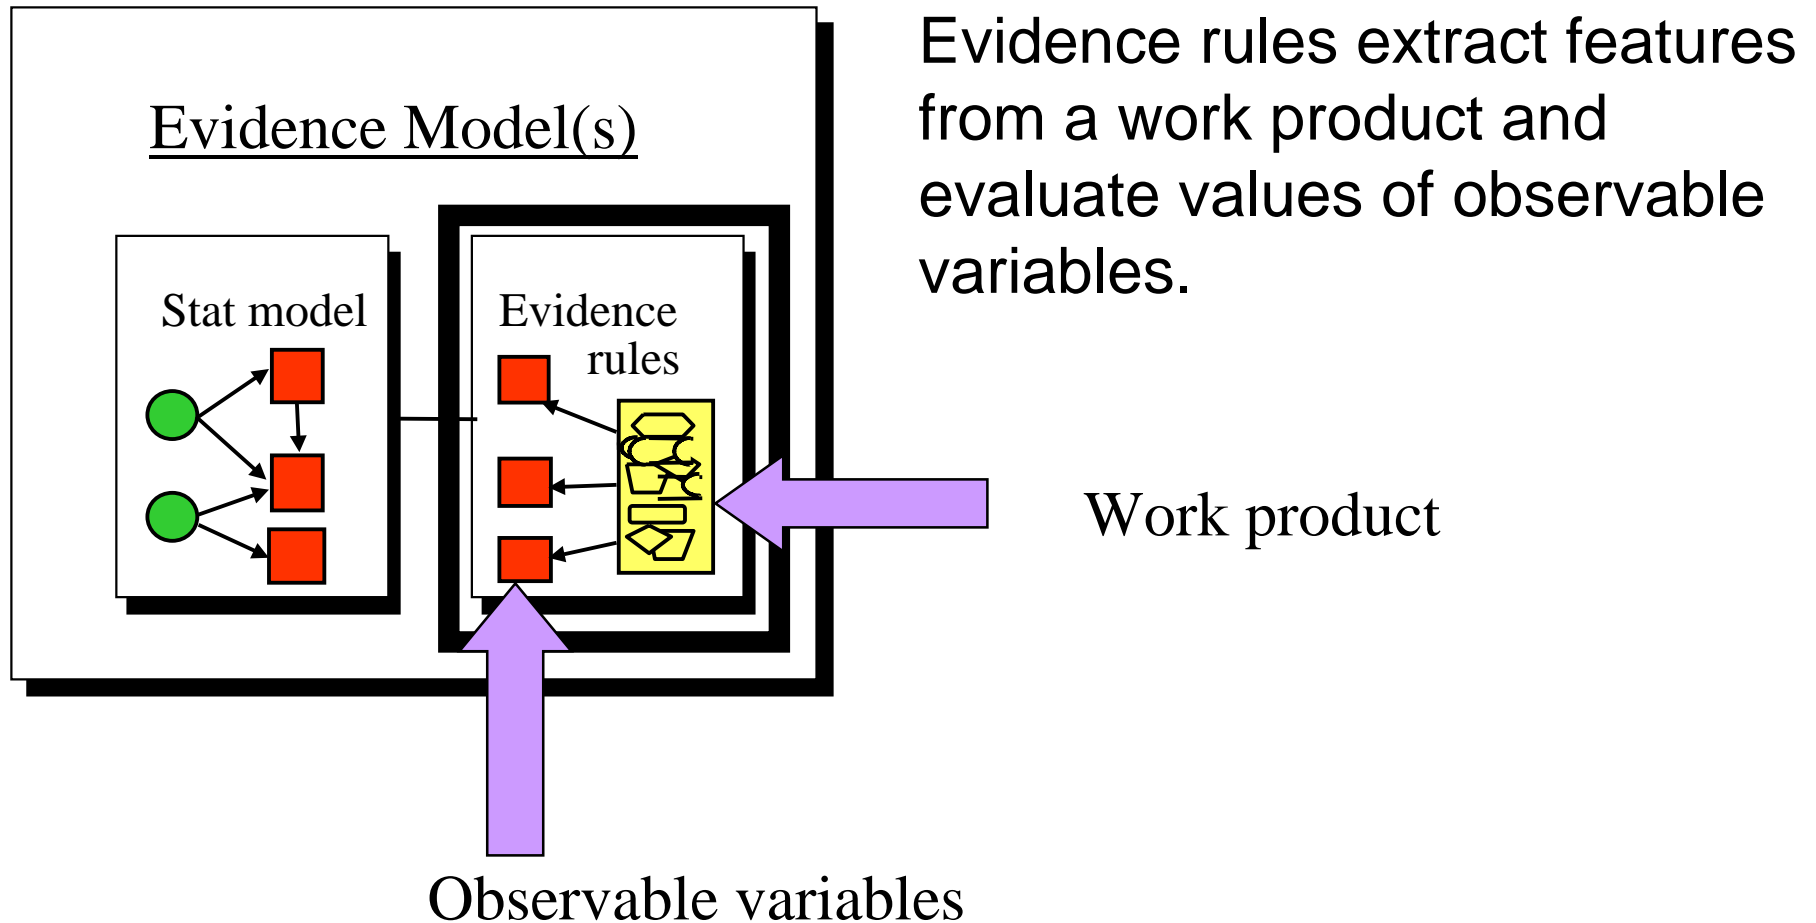 Evidence rules extract features
from a work product and
evaluate values of observable
variables.
Evidence Model(s)
Stat model
Evidence
rules
Work product
Observable variables